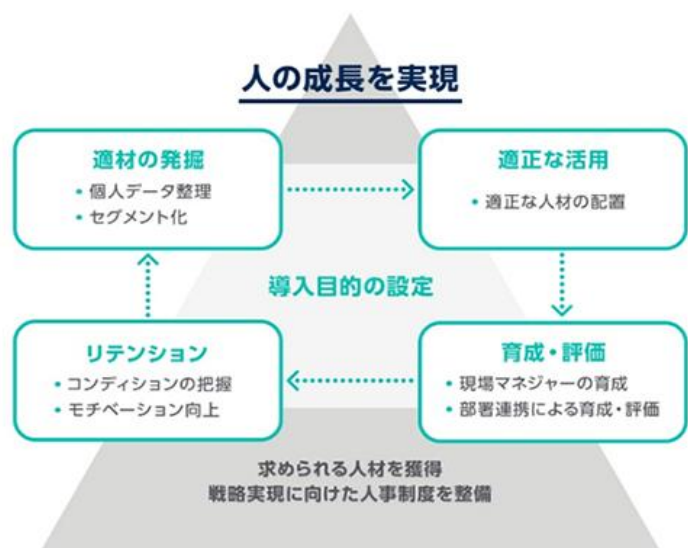 人の成長を実現
適材の発掘
• 個人データ整理
• セグメント化
適正な活用
• 適正な人材の配置
導入目的の設定
リテンション
• コンディションの把握
• モチベーション向上
育成・評価
• 現場マネジャーの育成
• 部署連携による育成・評価
求められる人材を獲得
戦略実現に向けた人事制度を整備